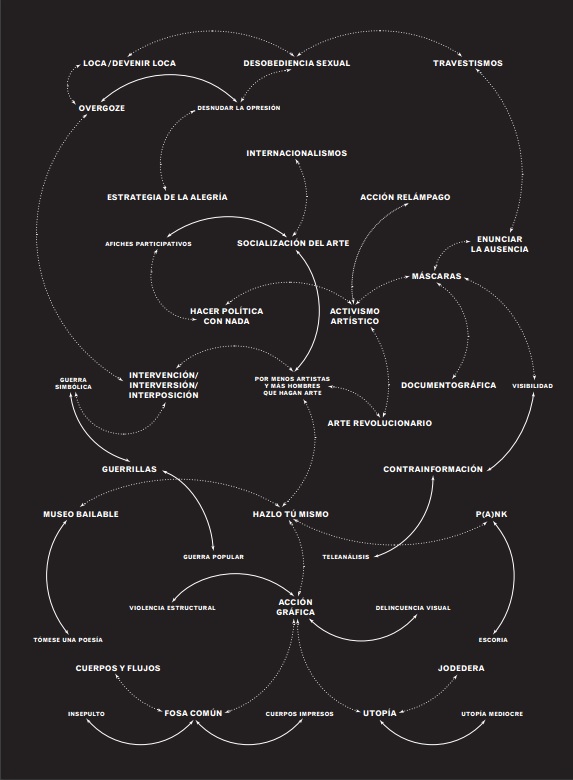 LOCA/DEVENIR LOCA
DESOBEDIENCIA SEXUAL
TRAVESTISMOS
OVERGOZE
DESNUDAR LA OPRESIÓN
INTERNACIONALISMOS
ESTRATEGIA DE LA ALEGRÍA
ACCIÓN RELÁMPAGO
AFICHES PARTICIPATIVOS
SOCIALIZACIÓN DEL ARTE
ENUNCIAR
LA AUSENCIA
MÁSCARAS
HACER POLÍTICA
CON NADA
ACTIVISMO
ARTÍSTICO
GUERRA
SIMBÓLICA
INTERVENCIÓN/
INTERVERSIÓN/
INTERPOSICIÓN
POR MENOS ARTISTAS
Y MÁS HOMBRES
QUE HAGAN ARTE
DOCUMENTOGRÁFICA
VISIBILIDAD
ARTE REVOLUCIONARIO
GUERRILLAS
CONTRAINFORMACIÓN
MUSEO BAILABLE
HAZLO TÚ MISMO
P(A)NK
GUERRA POPULAR
TELEANÁLISIS
VIOLENCIA ESTRUCTURAL
ACCIÓN
GRÁFICA
DELINCUENCIA VISUAL
TÓMESE UNA POESÍA
ESCORIA
CUERPOS Y FLUJOS
JODEDERA
INSEPULTO
FOSA COMÚN
CUERPOS IMPRESOS
UTOPÍA
UTOPÍA MEDIOCRE